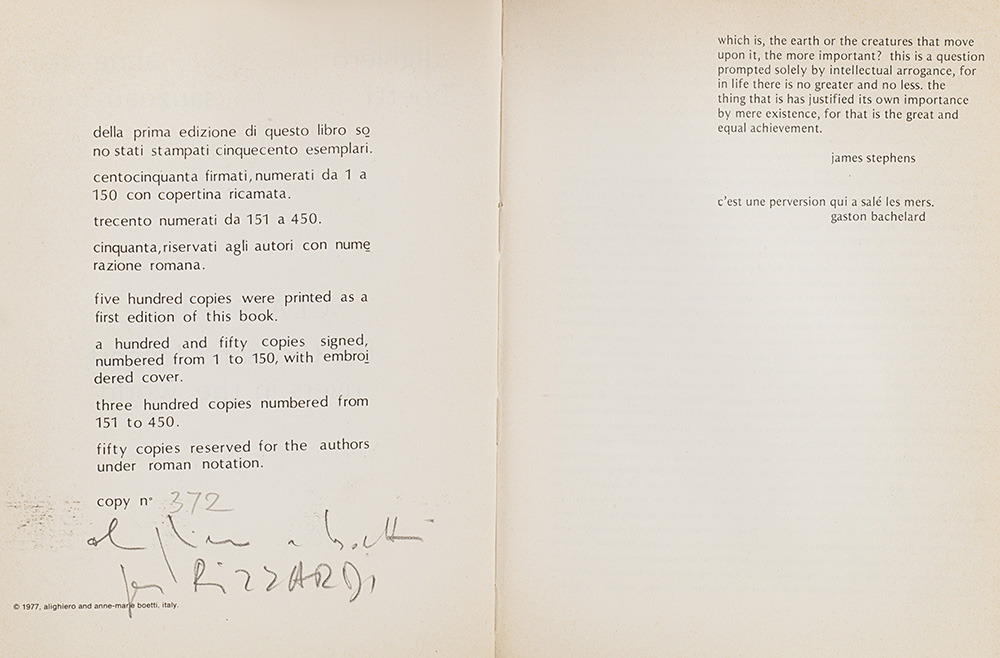 della prima edizione di questo libro so
no stati stampati cinquecento esemplari.
centocinquanta firmati, numerati da 1 a
150 con copertina ricamata.
trecento numerati da 151 a 450.
cinquanta, riservati agli autori con nume
razione romana.
five hundred copies were printed as a
first edition of this book.
a hundred and fifty copies signed,
numbered from 1 to 150, with embroi
dered cover.
three hundred copies numbered from
151 to 450.
fifty copies reserved for the authors
under roman notation.
copy n° 372
alighiero e boetti
per RIZZARDI
© 1977, alighiero and anne-marie boetti, italy.
which is, the earth or the creatures that move
upon it, the more important? this is a question
prompted solely by intellectual arrogance, for
in life there is no greater and no less. the
thing that is has justified its own importance
by mere existence, for that is the great and
equal achievement.
james stephens
c'est une perversion qui a salé les mers.
gaston bachelard